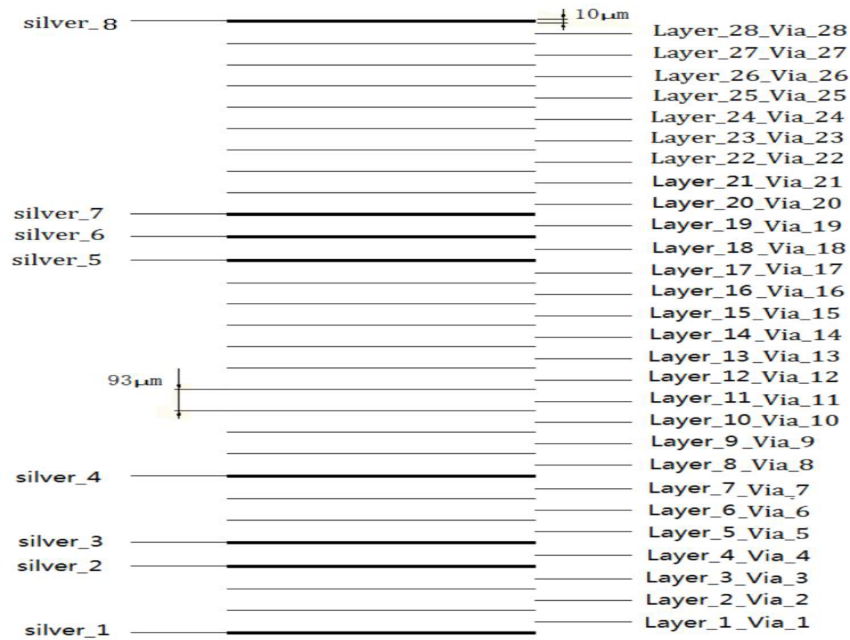 silver_8
10μm
Layer_28_Via_28
Layer_27_Via_27
Layer_26_Via_26
Layer_25_Via_25
Layer_24_Via_24
Layer_23_Via_23
Layer_22_Via_22
Layer_21_Via_21
Layer_20_Via_20
silver_7
Layer_19_Via_19
silver_6
Layer_18_Via_18
silver_5
Layer_17_Via_17
Layer_16_Via_16
Layer_15_Via_15
Layer_14_Via_14
Layer_13_Via_13
93μm
Layer_12_Via_12
Layer_11_Via_11
Layer_10_Via_10
Layer_9_Via_9
Layer_8_Via_8
silver_4
Layer_7_Via_7
Layer_6_Via_6
Layer_5_Via_5
silver_3
Layer_4_Via_4
silver_2
Layer_3_Via_3
Layer_2_Via_2
Layer_1_Via_1
silver_1